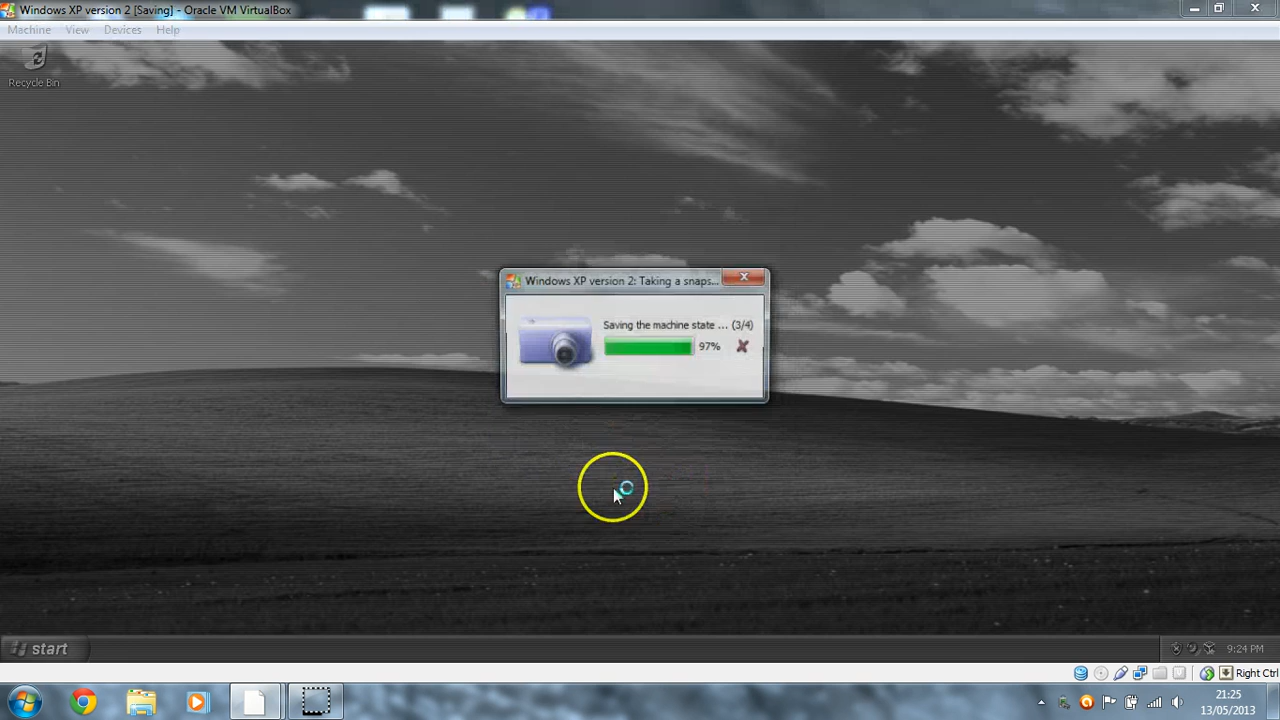 Windows XP version 2 [Saving] - Oracle VM VirtualBox
Machine View Devices Help
Recycle Bin
Windows XP version 2: Taking a snaps...
Saving the machine state ... (3/4)
97%
start
9:24 PM
Right Ctrl
21:25
13/05/2013